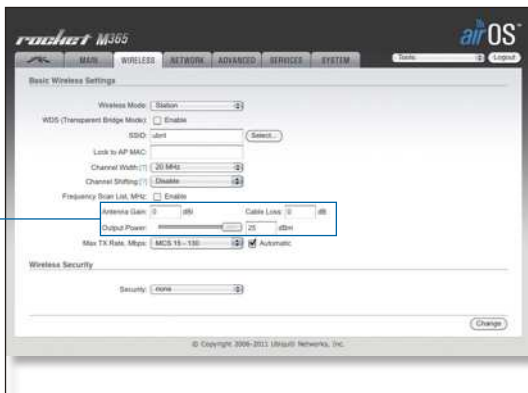 rocket M365
airOS
MAIN WIRELESS NETWORK ADVANCED SERVICES SYSTEM Tools: Logout
Basic Wireless Settings
Wireless Mode: Station
WDS (Transparent Bridge Mode): Enable
SSID: ubnt Select...
Lock to AP MAC:
Channel Width:[?] 20 MHz
Channel Shifting:[?] Disable
Frequency Scan List, MHz: Enable
Antenna Gain: 0 dBi Cable Loss: 0 dB
Output Power: 25 dBm
Max TX Rate, Mbps: MCS 15 - 130 Automatic
Wireless Security
Security: none
Change
© Copyright 2006-2011 Ubiquiti Networks, Inc.